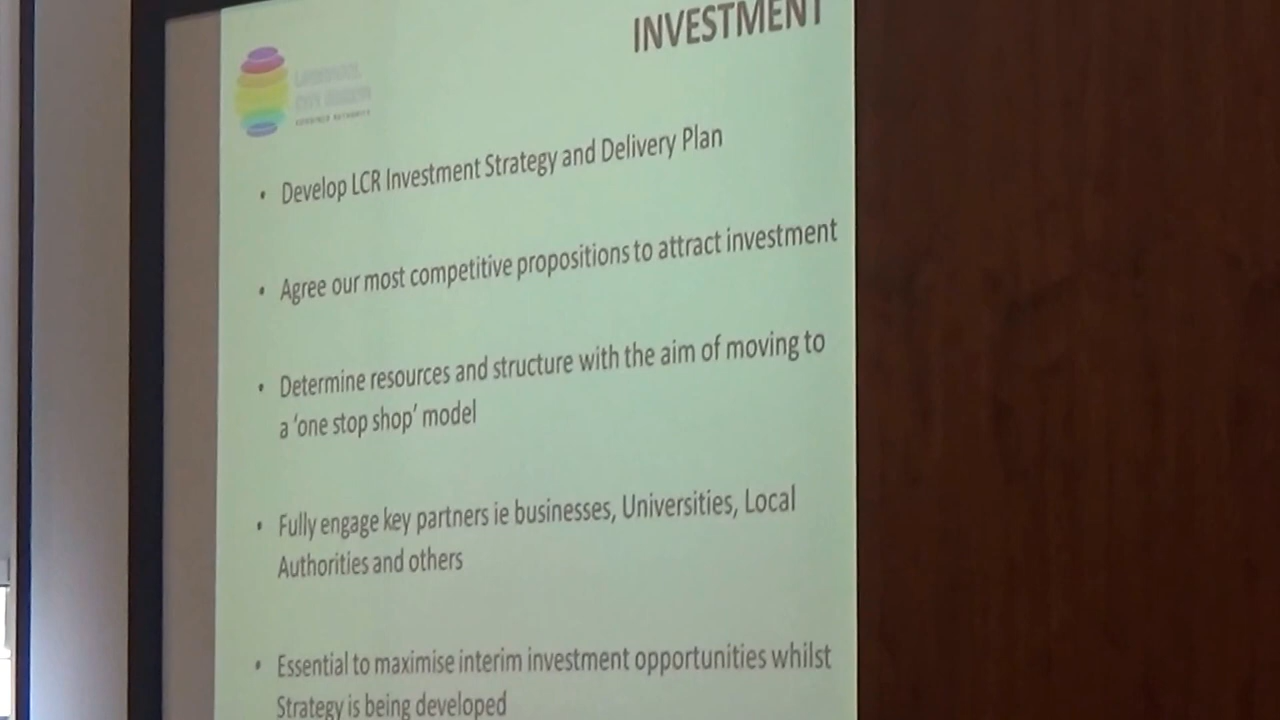 INVESTMENT
• Develop LCR Investment Strategy and Delivery Plan
• Agree our most competitive propositions to attract investment
• Determine resources and structure with the aim of moving to
a 'one stop shop' model
• Fully engage key partners ie businesses, Universities, Local
Authorities and others
• Essential to maximise interim investment opportunities whilst
Strategy is being developed